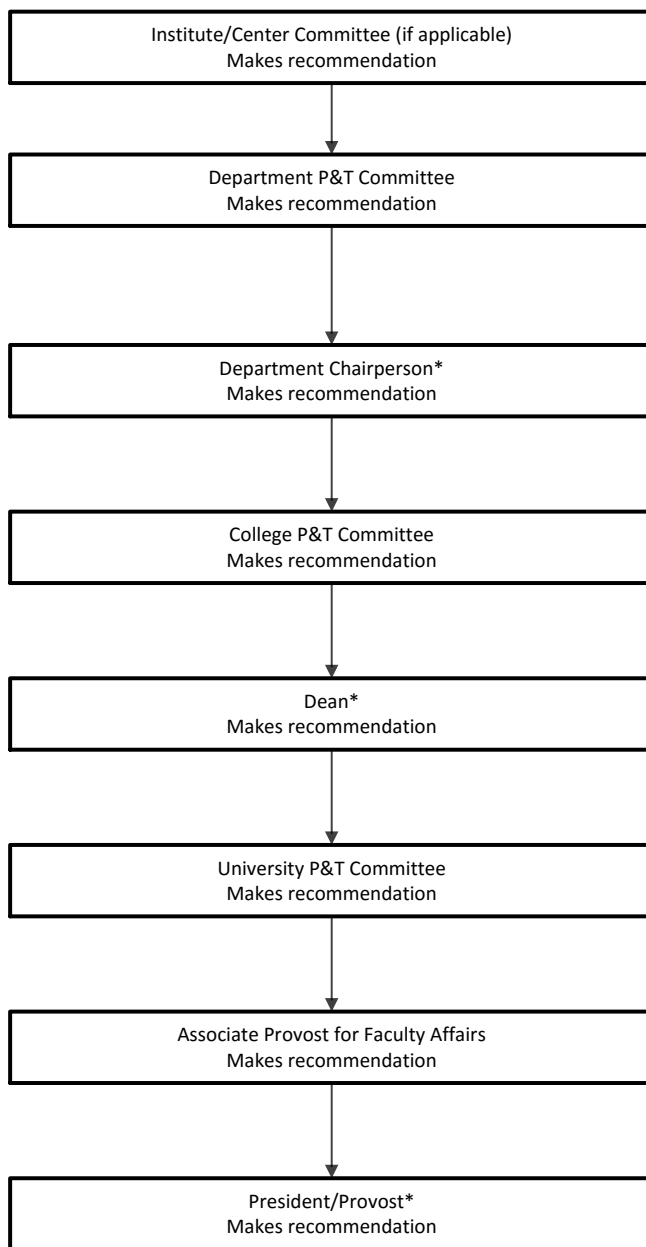 Institute/Center Committee (if applicable)
Makes recommendation
Department P&T Committee
Makes recommendation
Department Chairperson*
Makes recommendation
College P&T Committee
Makes recommendation
Dean*
Makes recommendation
University P&T Committee
Makes recommendation
Associate Provost for Faculty Affairs
Makes recommendation
President/Provost*
Makes recommendation